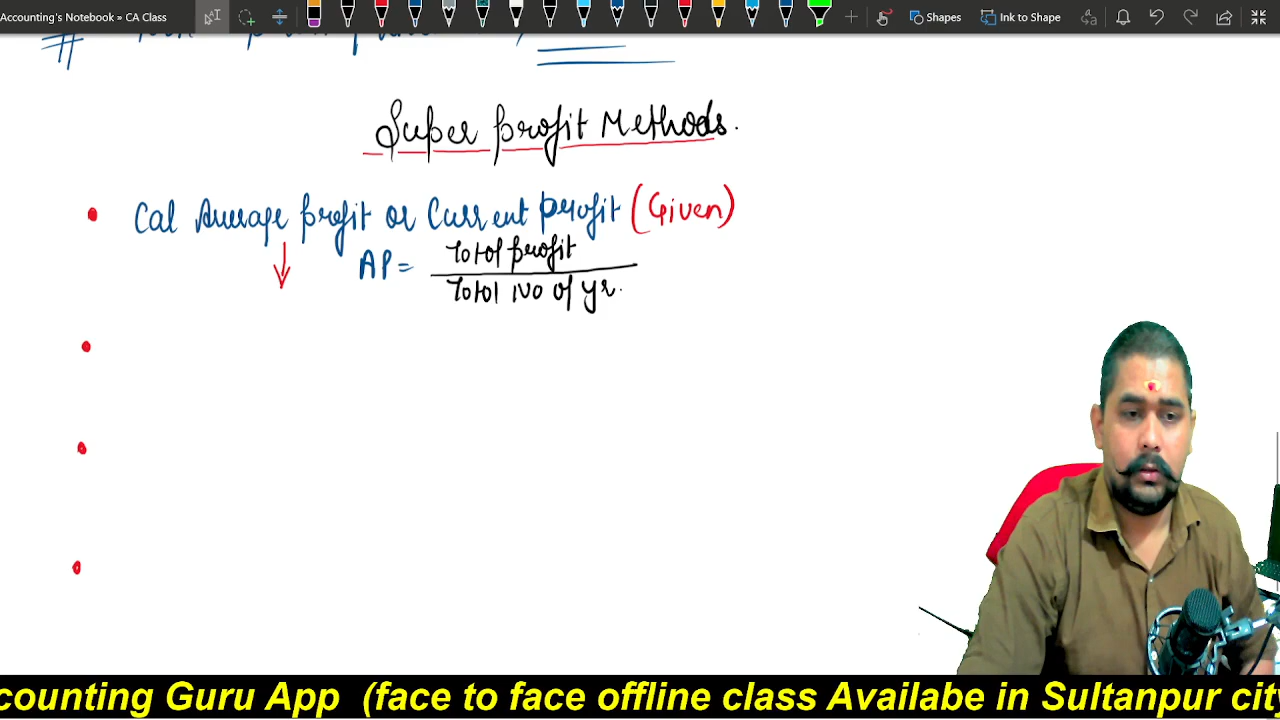 Accounting's Notebook » CA Class
Shapes
Ink to Shape
#
Super profit Methods.
• Cal Average profit or Current profit (Given)
↓ AP = Total profit
Total No of yr.
•
•
•
counting Guru App (face to face offline class Availabe in Sultanpur city